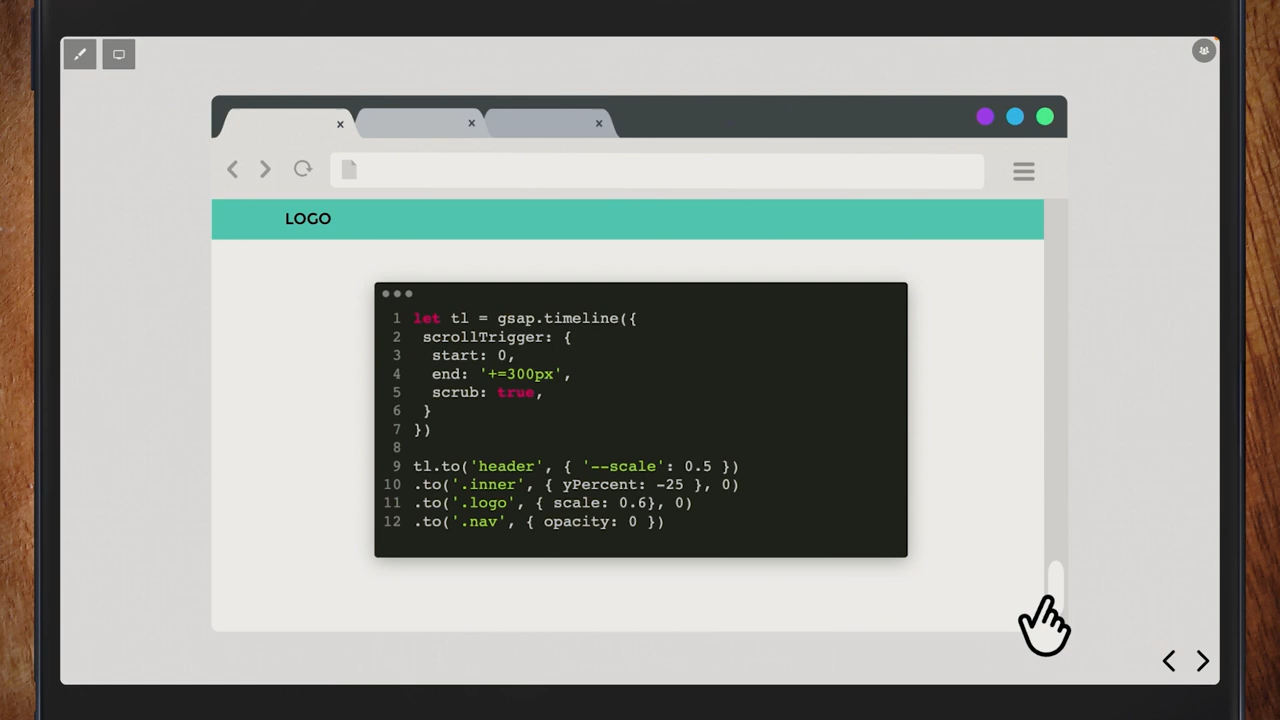 LOGO
1 let tl = gsap.timeline({
2 scrollTrigger: {
3 start: 0,
4 end: '+=300px',
5 scrub: true,
6 }
7 })
8
9 tl.to('header', { '--scale': 0.5 })
10 .to('.inner', { yPercent: -25 }, 0)
11 .to('.logo', { scale: 0.6}, 0)
12 .to('.nav', { opacity: 0 })